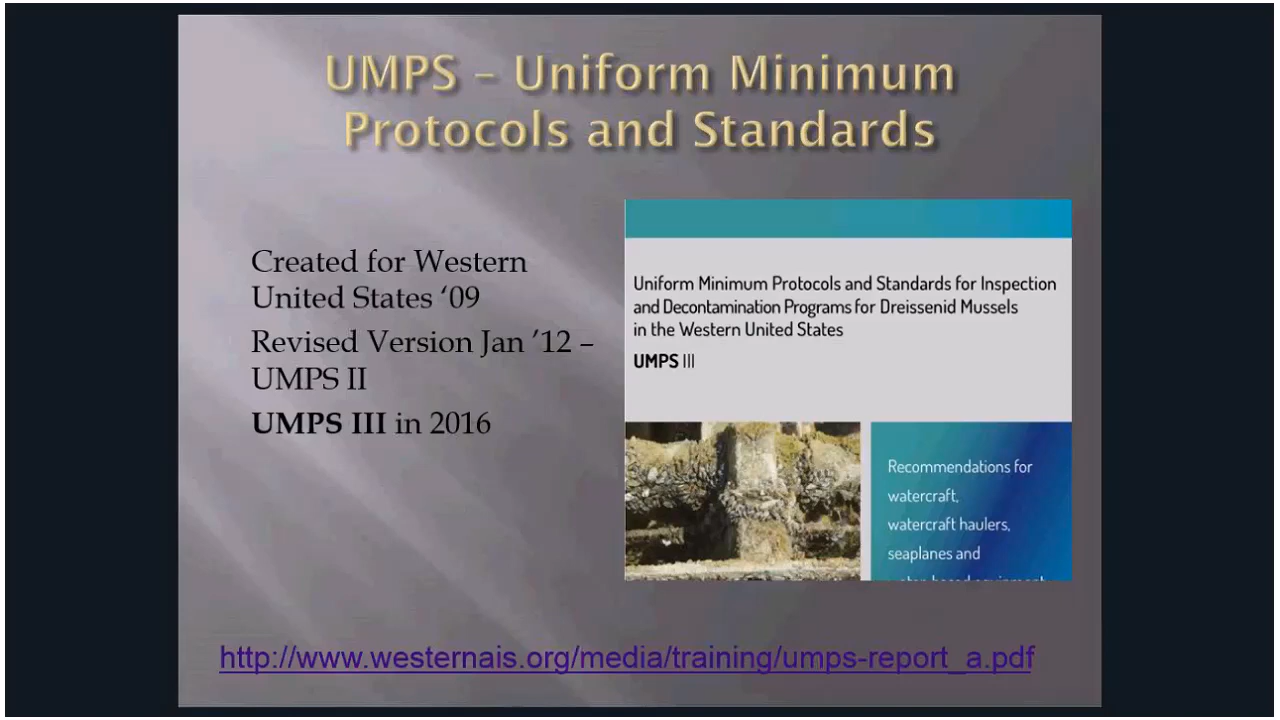 UMPS – Uniform Minimum
Protocols and Standards
Created for Western
United States ‘09
Revised Version Jan ’12 –
UMPS II
UMPS III in 2016
Uniform Minimum Protocols and Standards for Inspection
and Decontamination Programs for Dreissenid Mussels
in the Western United States
UMPS III
Recommendations for
watercraft,
watercraft haulers,
seaplanes and
water-based equipment
http://www.westernais.org/media/training/umps-report_a.pdf